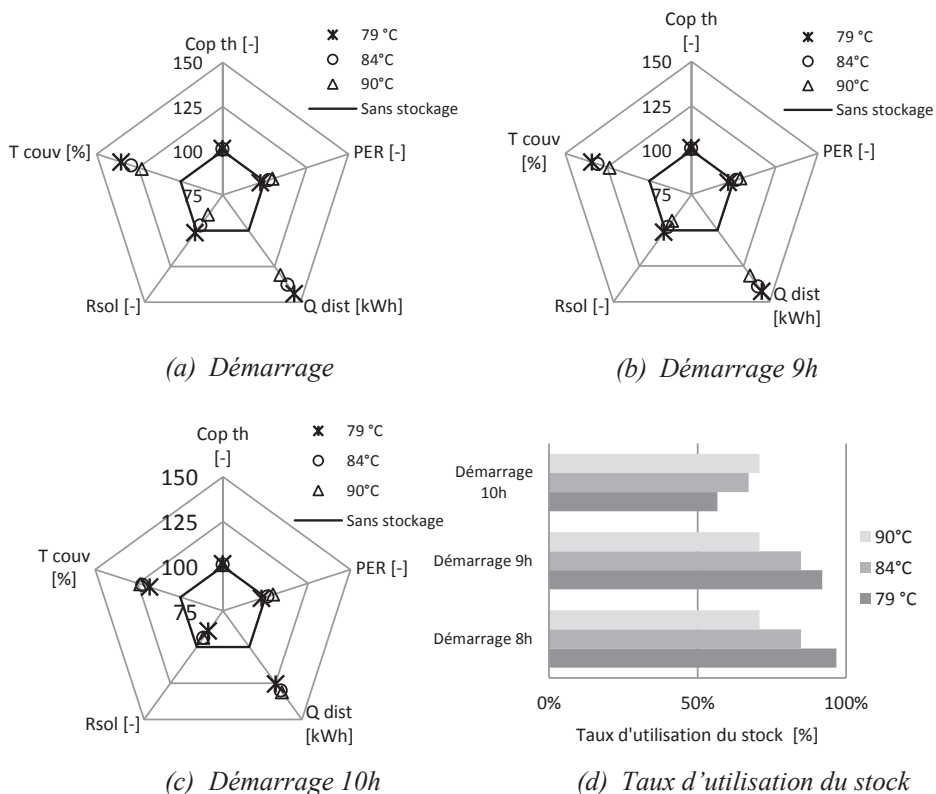 Cop th [-]
79 °C
84°C
90°C
Sans stockage
150
125
100
75
T couv [%]
PER [-]
Rsol [-]
Q dist [kWh]
(a) Démarrage
Cop th
[-]
79 °C
84°C
90°C
Sans stockage
150
125
100
75
T couv
[%]
PER [-]
Rsol [-]
Q dist
[kWh]
(b) Démarrage 9h
Cop th
[-]
79 °C
84°C
90°C
Sans stockage
150
125
100
75
T couv
[%]
PER [-]
Rsol [-]
Q dist
[kWh]
(c) Démarrage 10h
Démarrage
10h
Démarrage 9h
Démarrage 8h
90°C
84°C
79 °C
0%
50%
100%
Taux d'utilisation du stock [%]
(d) Taux d’utilisation du stock